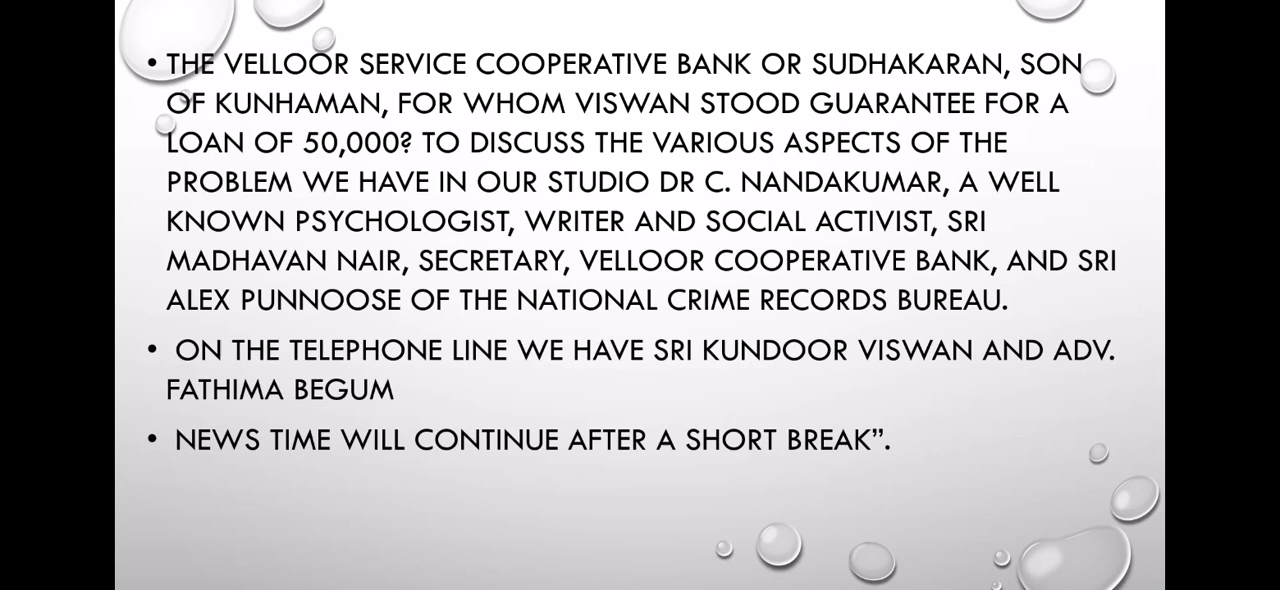 • THE VELLOOR SERVICE COOPERATIVE BANK OR SUDHAKARAN, SON
OF KUNHAMAN, FOR WHOM VISWAN STOOD GUARANTEE FOR A
LOAN OF 50,000? TO DISCUSS THE VARIOUS ASPECTS OF THE
PROBLEM WE HAVE IN OUR STUDIO DR C. NANDAKUMAR, A WELL
KNOWN PSYCHOLOGIST, WRITER AND SOCIAL ACTIVIST, SRI
MADHAVAN NAIR, SECRETARY, VELLOOR COOPERATIVE BANK, AND SRI
ALEX PUNNOOSE OF THE NATIONAL CRIME RECORDS BUREAU.
• ON THE TELEPHONE LINE WE HAVE SRI KUNDOOR VISWAN AND ADV.
FATHIMA BEGUM
• NEWS TIME WILL CONTINUE AFTER A SHORT BREAK”.